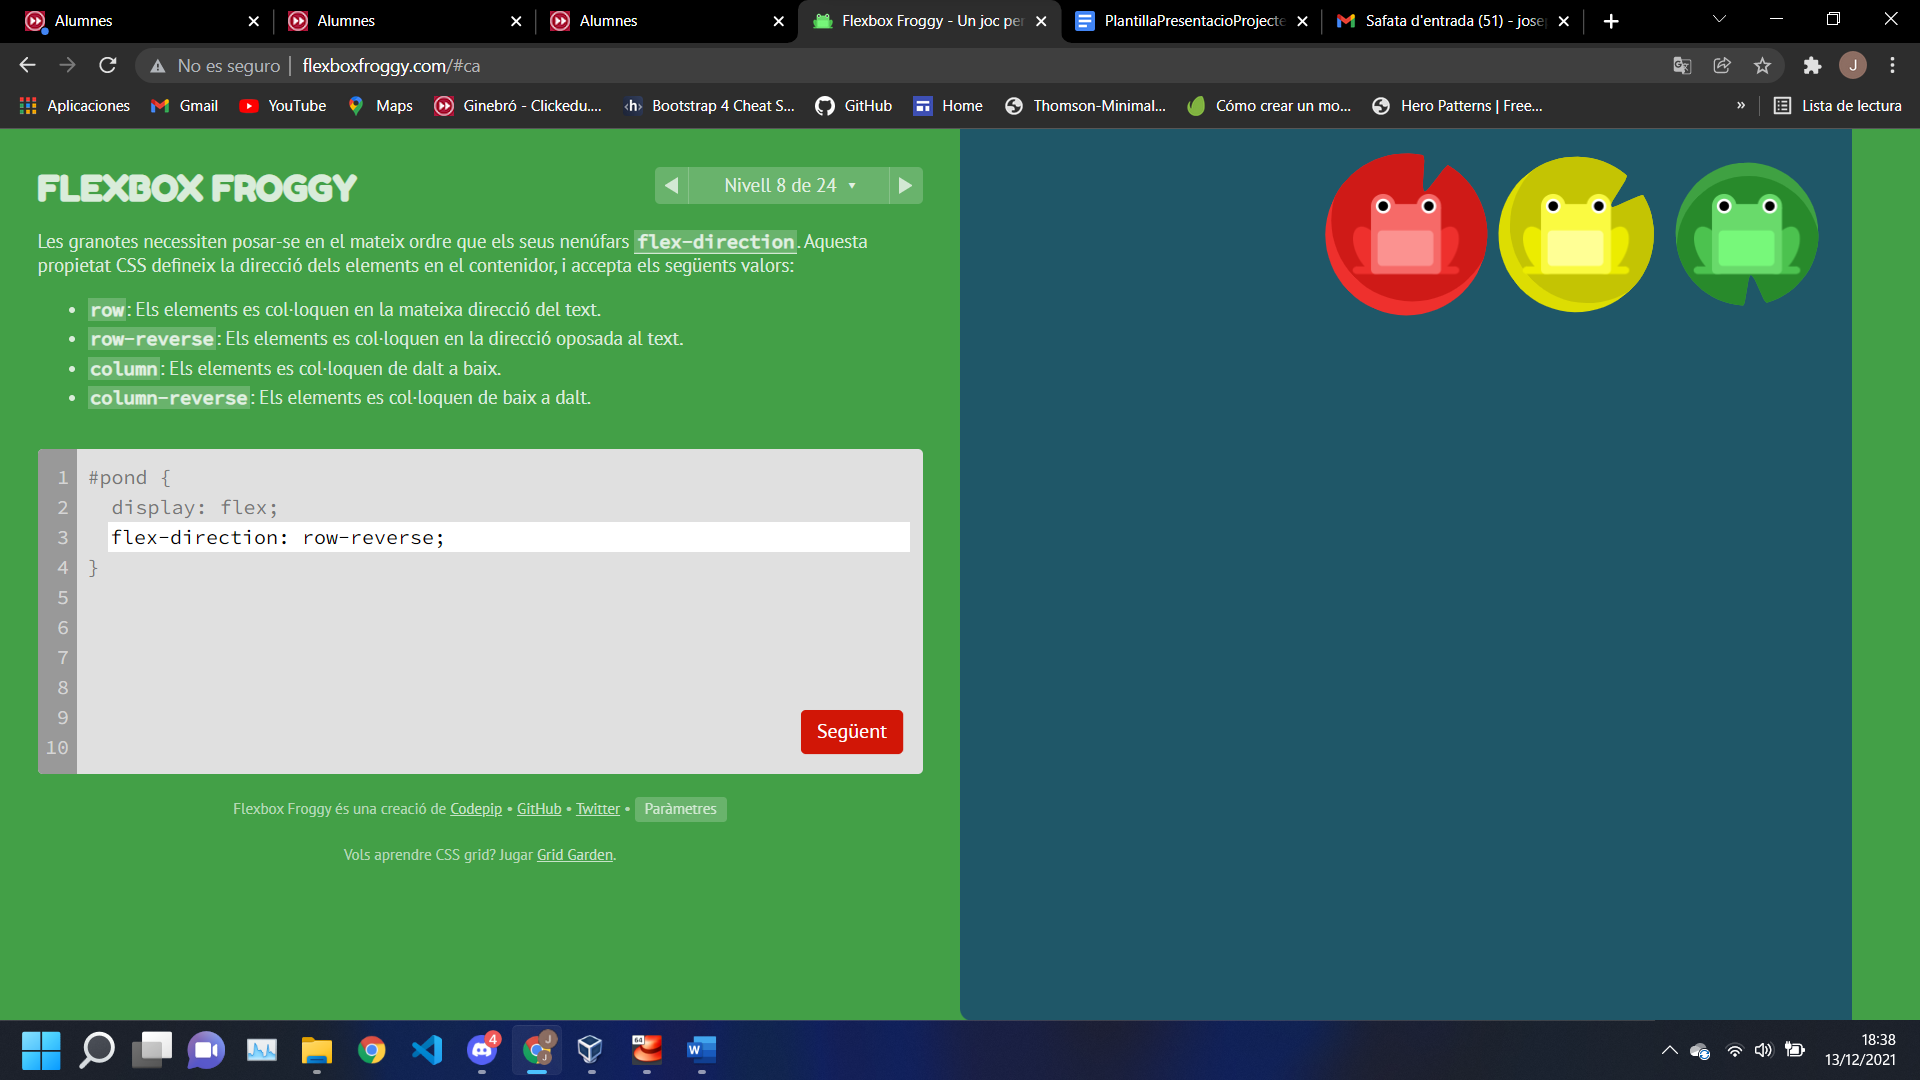 Alumnes
Alumnes
Alumnes
Flexbox Froggy - Un joc per
PlantillaPresentacioProjecte
Safata d'entrada (51) - josep
No es seguro
flexboxfroggy.com/#ca
J
Aplicaciones
Gmail
YouTube
Maps
Ginebró - Clickedu....
Bootstrap 4 Cheat S...
GitHub
Home
Thomson-Minimal...
Cómo crear un mo...
Hero Patterns | Free...
»
Lista de lectura
FLEXBOX FROGGY
Nivell 8 de 24
Les granotes necessiten posar-se en el mateix ordre que els seus nenúfars flex-direction. Aquesta
propietat CSS defineix la direcció dels elements en el contenidor, i accepta els següents valors:
• row: Els elements es col·loquen en la mateixa direcció del text.
• row-reverse: Els elements es col·loquen en la direcció oposada al text.
• column: Els elements es col·loquen de dalt a baix.
• column-reverse: Els elements es col·loquen de baix a dalt.
1 #pond {
2 display: flex;
3 flex-direction: row-reverse;
4 }
5
6
7
8
9
10
Següent
Flexbox Froggy és una creació de Codepip • GitHub • Twitter • Paràmetres
Vols aprendre CSS grid? Jugar Grid Garden.
4
J
J
64
W
18:38
13/12/2021